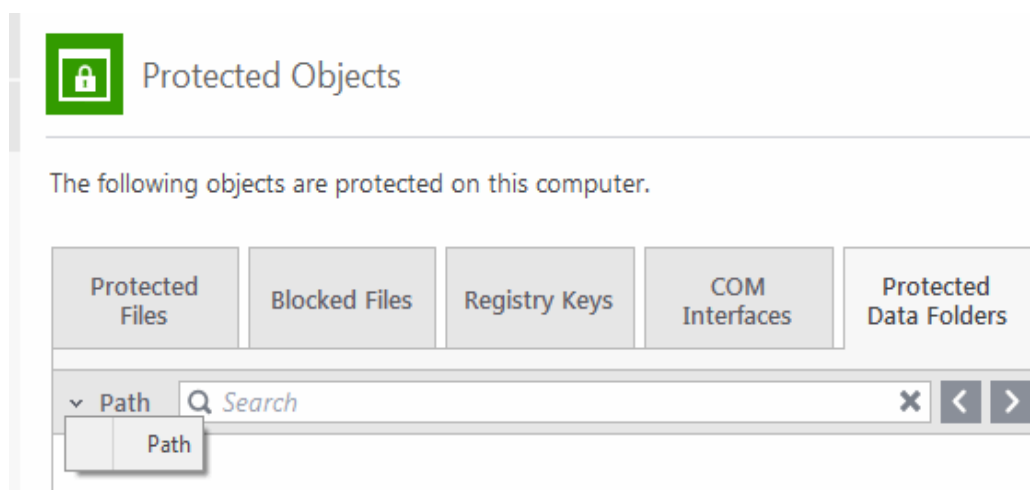 Protected Objects
The following objects are protected on this computer.
Protected
Files
Blocked Files
Registry Keys
COM
Interfaces
Protected
Data Folders
Path
Search
Path